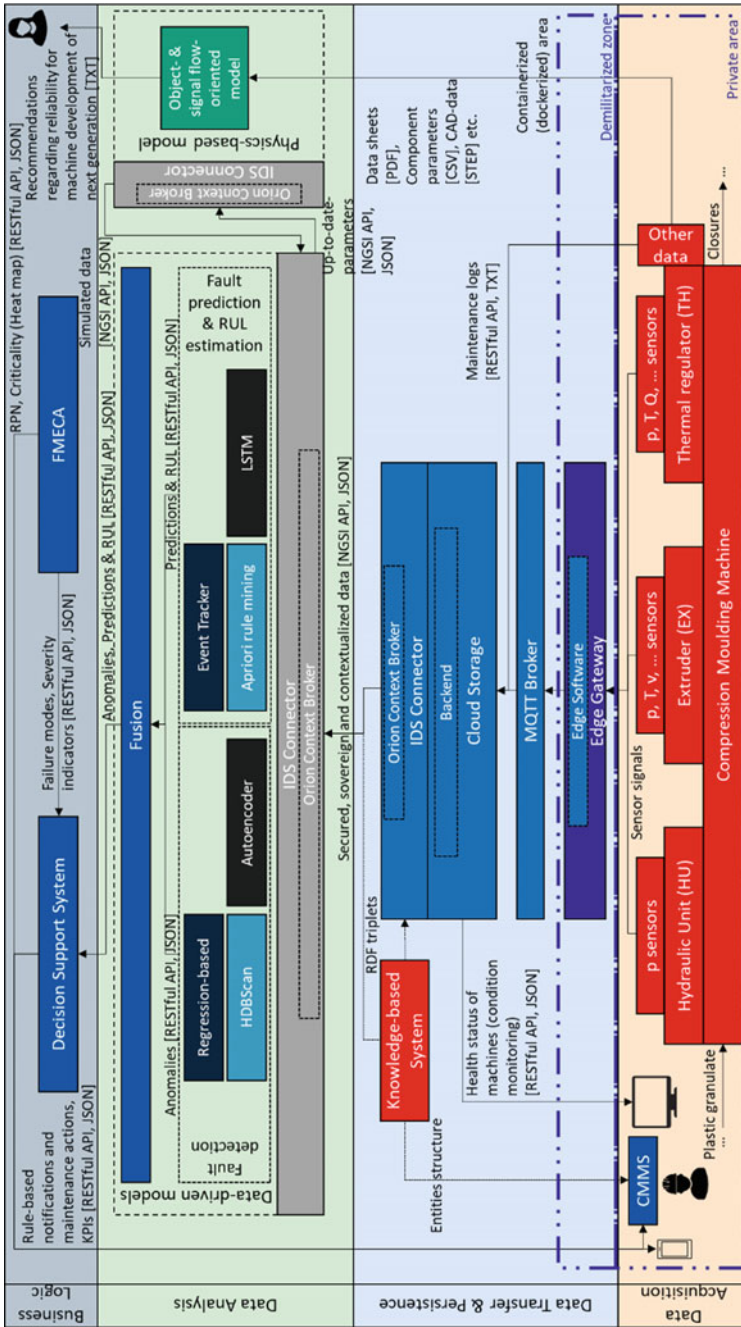 Business
Logic
Rule-based
notifications and
maintenance actions,
KPIs [RESTful API, JSON]
Decision Support System
Failure modes, Severity
indicators [RESTful API, JSON]
FMECA
RPN, Criticality (Heat map) [RESTful API, JSON]
Recommendations
regarding reliability for
machine development of
next generation [TXT]
Data Analysis
Anomalies, Predictions & RUL [RESTful API, JSON]
Simulated data
[NGSI API, JSON]
Data-driven models
Fusion
Anomalies [RESTful API, JSON]
Predictions & RUL [RESTful API, JSON]
Fault
detection
Regression-based
HDBScan
Autoencoder
Event Tracker
Apriori rule mining
LSTM
Fault
prediction
& RUL
estimation
IDS Connector
Orion Context Broker
IDS Connector
Orion Context Broker
Physics-based model
Object- &
signal flow-
oriented
model
Up-to-date-
parameters
[NGSI API,
JSON]
Data Transfer & Persistence
Secured, sovereign and contextualized data [NGSI API, JSON]
RDF triplets
Entities structure
Knowledge-based
System
Health status of
machines (condition
monitoring)
[RESTful API, JSON]
Orion Context Broker
IDS Connector
Backend
Cloud Storage
MQTT Broker
Edge Software
Edge Gateway
Maintenance logs
[RESTful API, TXT]
Data sheets
[PDF],
Component
parameters
[CSV], CAD-data
[STEP] etc.
Containerized
(dockerized) area
Demilitarized zone
Private area
Data
Acquisition
CMMS
Plastic granulate
...
Sensor signals
p sensors
Hydraulic Unit (HU)
p, T, v, ... sensors
Extruder (EX)
p, T, Q, ... sensors
Thermal regulator (TH)
Other
data
Compression Moulding Machine
Closures
...